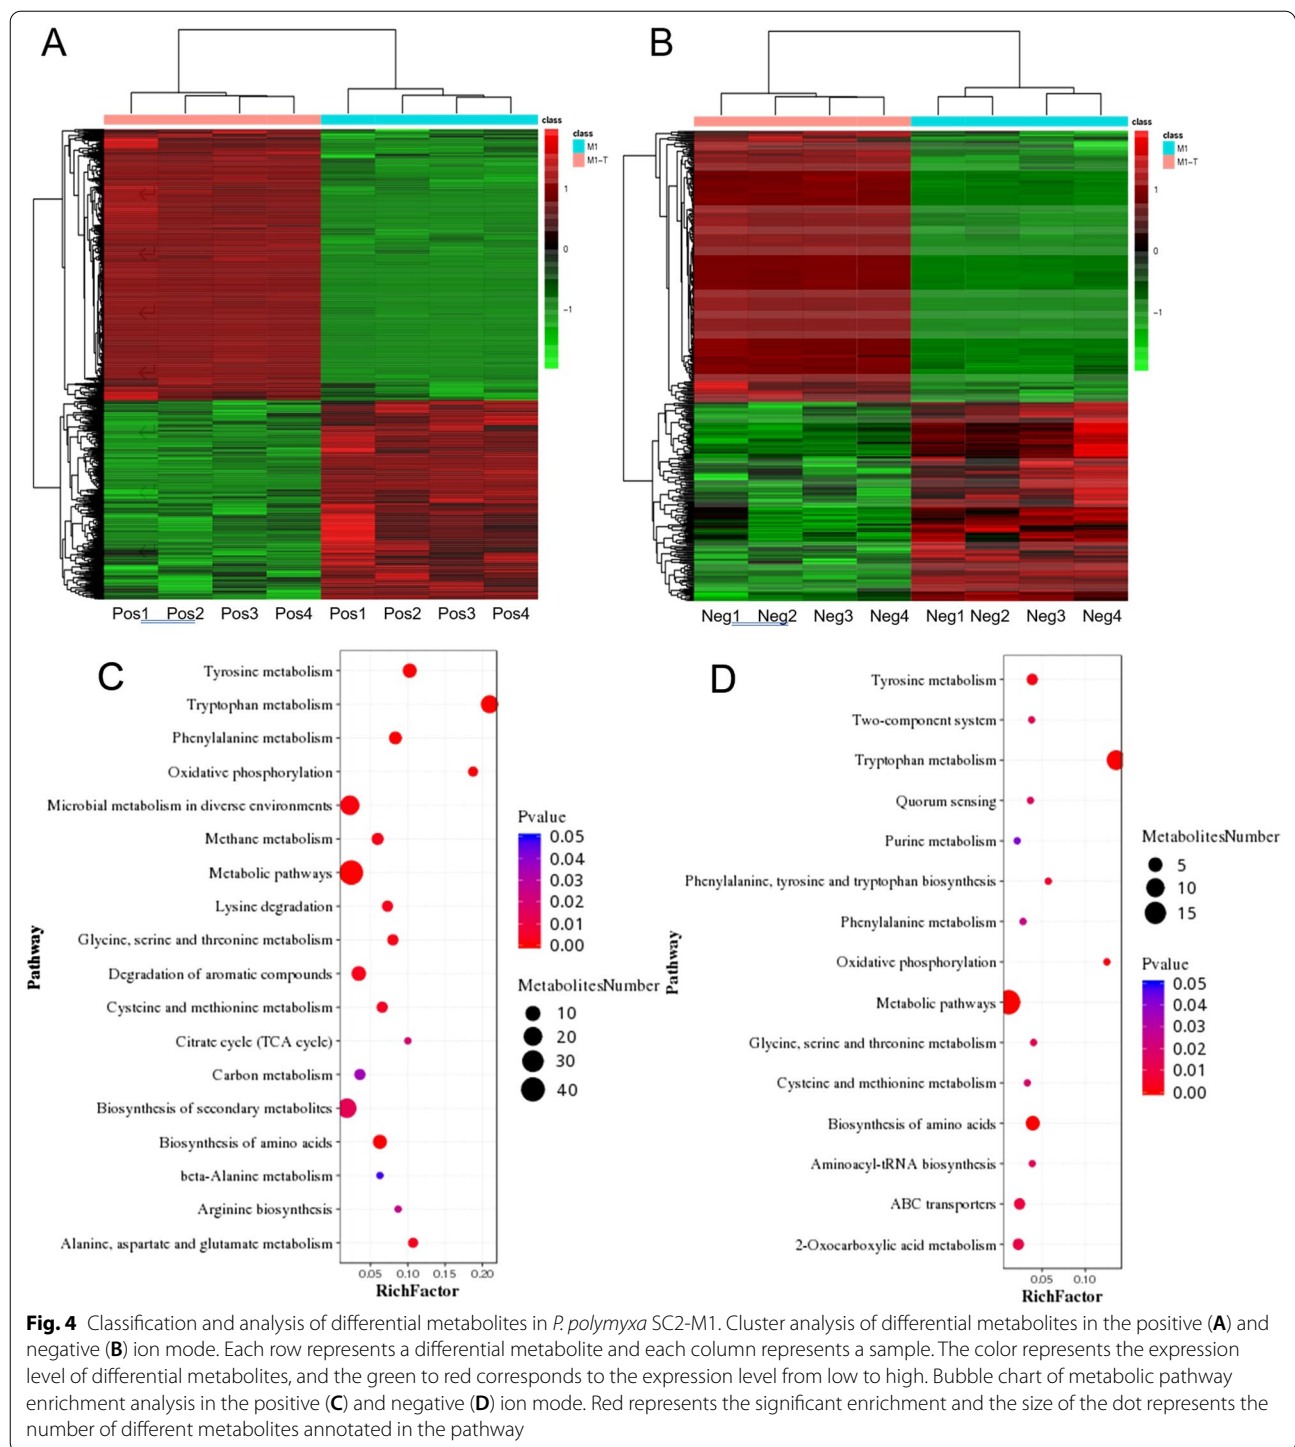 A
B
class
class
M1
M1-T
1
0
-1
class
class
M1
M1-T
1
0
-1
Pos1 Pos2 Pos3 Pos4 Pos1 Pos2 Pos3 Pos4
Neg1 Neg2 Neg3 Neg4 Neg1 Neg2 Neg3 Neg4
C
Pathway
Tyrosine metabolism
Tryptophan metabolism
Phenylalanine metabolism
Oxidative phosphorylation
Microbial metabolism in diverse environments
Methane metabolism
Metabolic pathways
Lysine degradation
Glycine, serine and threonine metabolism
Degradation of aromatic compounds
Cysteine and methionine metabolism
Citrate cycle (TCA cycle)
Carbon metabolism
Biosynthesis of secondary metabolites
Biosynthesis of amino acids
beta-Alanine metabolism
Arginine biosynthesis
Alanine, aspartate and glutamate metabolism
0.05 0.10 0.15 0.20
RichFactor
Pvalue
0.05
0.04
0.03
0.02
0.01
0.00
MetabolitesNumber
10
20
30
40
D
Pathway
Tyrosine metabolism
Two-component system
Tryptophan metabolism
Quorum sensing
Purine metabolism
Phenylalanine, tyrosine and tryptophan biosynthesis
Phenylalanine metabolism
Oxidative phosphorylation
Metabolic pathways
Glycine, serine and threonine metabolism
Cysteine and methionine metabolism
Biosynthesis of amino acids
Aminoacyl-tRNA biosynthesis
ABC transporters
2-Oxocarboxylic acid metabolism
0.05 0.10
RichFactor
MetabolitesNumber
5
10
15
Pvalue
0.05
0.04
0.03
0.02
0.01
0.00
Fig. 4 Classification and analysis of differential metabolites in P. polymyxa SC2-M1. Cluster analysis of differential metabolites in the positive (A) and
negative (B) ion mode. Each row represents a differential metabolite and each column represents a sample. The color represents the expression
level of differential metabolites, and the green to red corresponds to the expression level from low to high. Bubble chart of metabolic pathway
enrichment analysis in the positive (C) and negative (D) ion mode. Red represents the significant enrichment and the size of the dot represents the
number of different metabolites annotated in the pathway